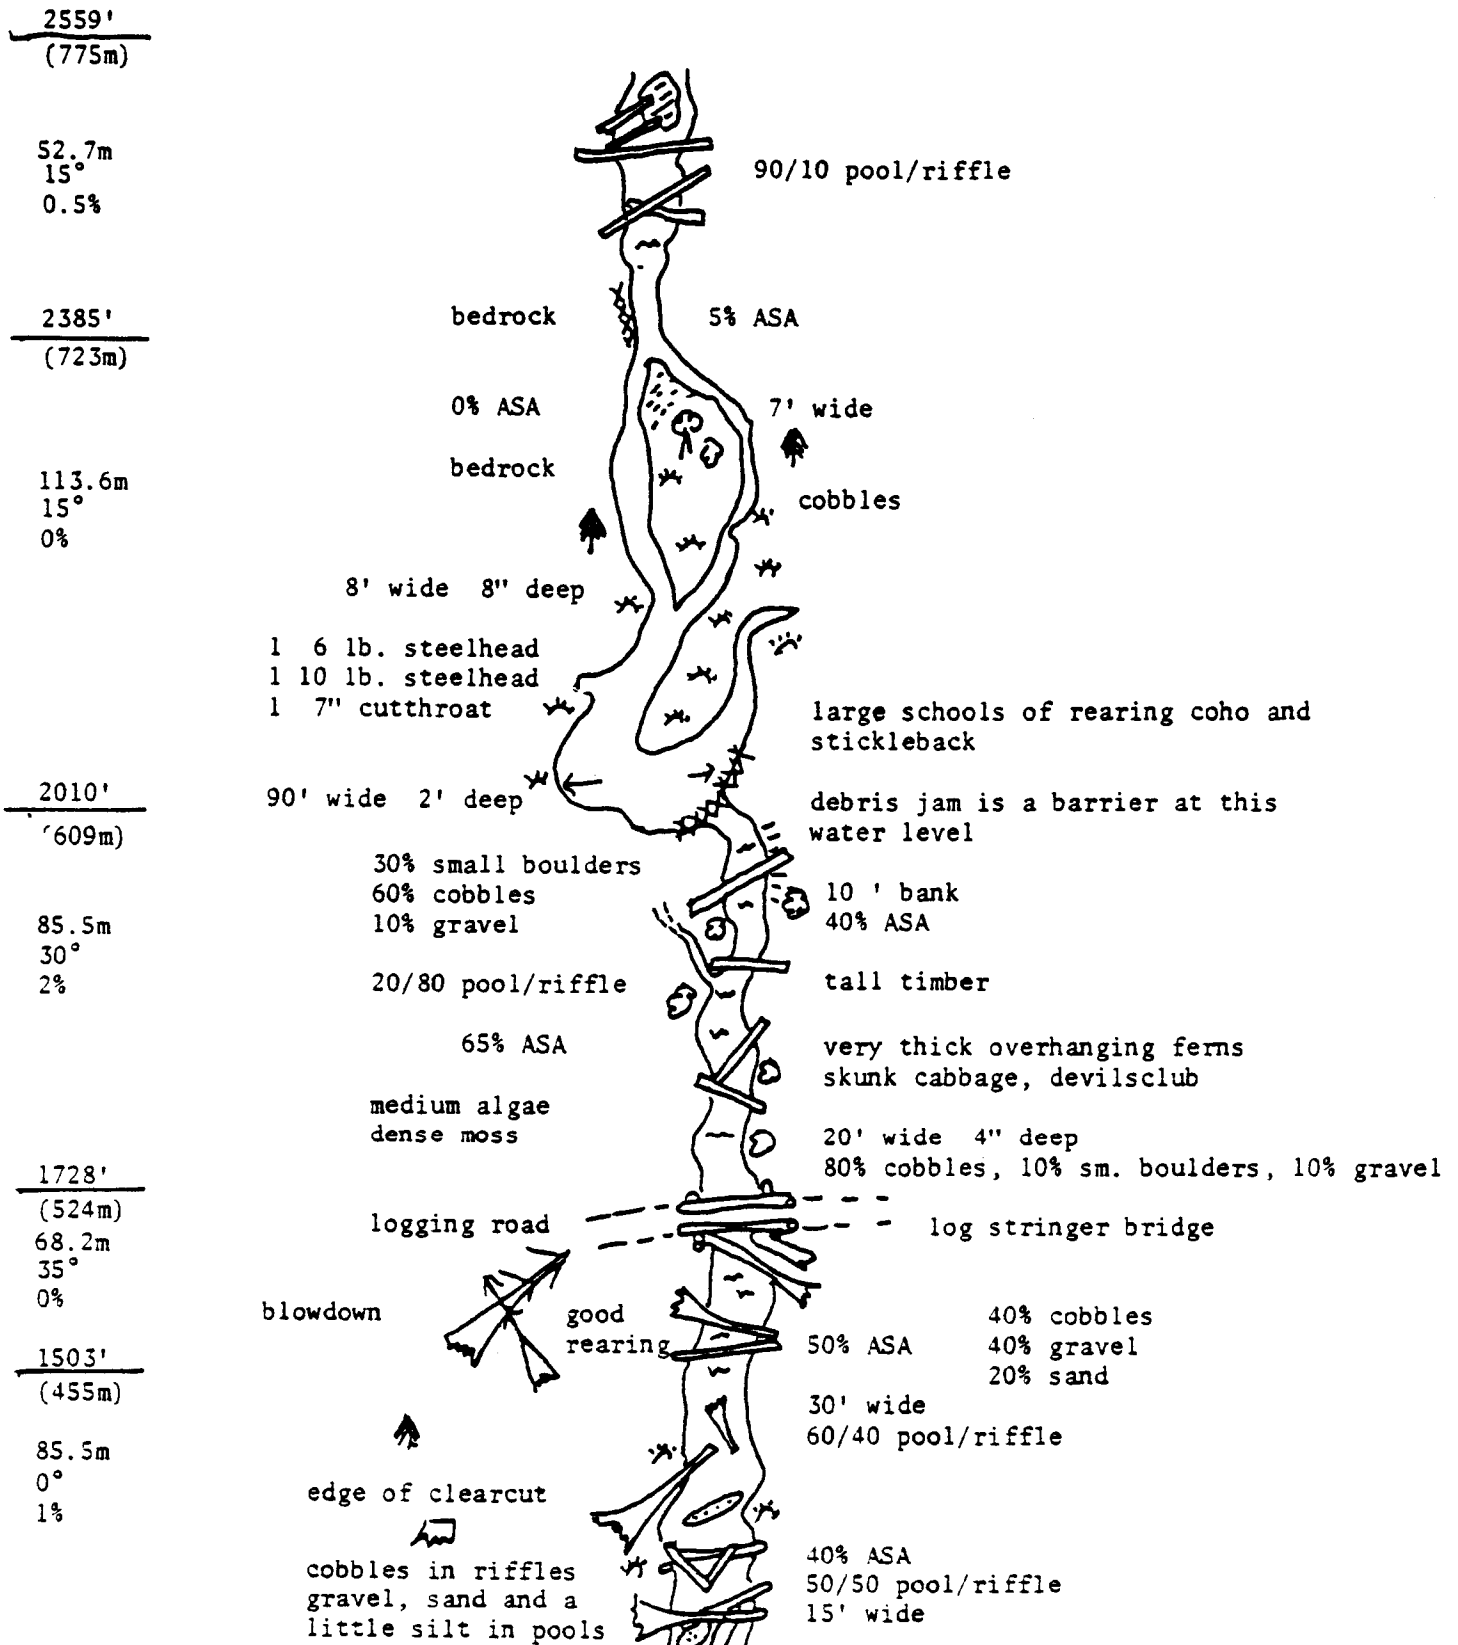 2559'
(775m)
52.7m
15°
0.5%
90/10 pool/riffle
2385'
(723m)
bedrock
5% ASA
0% ASA
7' wide
bedrock
113.6m
15°
0%
cobbles
8' wide 8" deep
1 6 lb. steelhead
1 10 lb. steelhead
1 7" cutthroat
large schools of rearing coho and
stickleback
2010'
(609m)
90' wide 2' deep
debris jam is a barrier at this
water level
30% small boulders
60% cobbles
10% gravel
10 ' bank
40% ASA
85.5m
30°
2%
20/80 pool/riffle
tall timber
65% ASA
very thick overhanging ferns
skunk cabbage, devilsclub
medium algae
dense moss
20' wide 4" deep
80% cobbles, 10% sm. boulders, 10% gravel
1728'
(524m)
68.2m
35°
0%
logging road
log stringer bridge
blowdown
good
rearing
50% ASA
40% cobbles
40% gravel
20% sand
1503'
(455m)
30' wide
60/40 pool/riffle
85.5m
0°
1%
edge of clearcut
cobbles in riffles
gravel, sand and a
little silt in pools
40% ASA
50/50 pool/riffle
15' wide